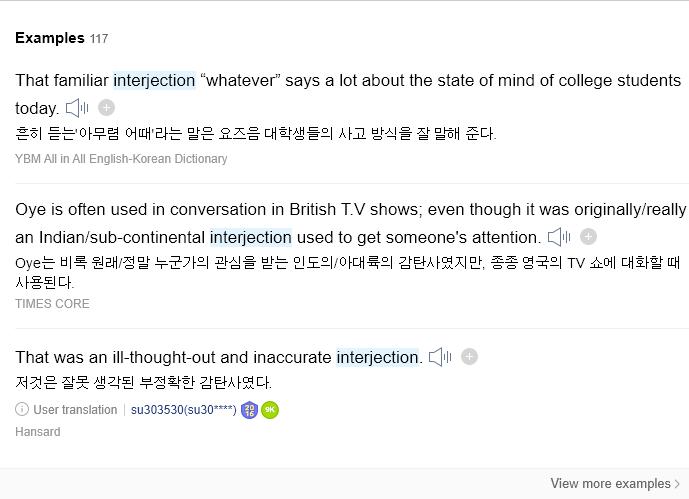 Examples 117
That familiar interjection “whatever” says a lot about the state of mind of college students
today.
흔히 듣는'아무렴 어때'라는 말은 요즈음 대학생들의 사고 방식을 잘 말해 준다.
YBM All in All English-Korean Dictionary
Oye is often used in conversation in British T.V shows; even though it was originally/really
an Indian/sub-continental interjection used to get someone's attention.
Oye는 비록 원래/정말 누군가의 관심을 받는 인도의/아대륙의 감탄사였지만, 종종 영국의 TV 쇼에 대화할 때
사용된다.
TIMES CORE
That was an ill-thought-out and inaccurate interjection.
저것은 잘못 생각된 부정확한 감탄사였다.
User translation su303530(su30****) 20 16 9K
Hansard
View more examples